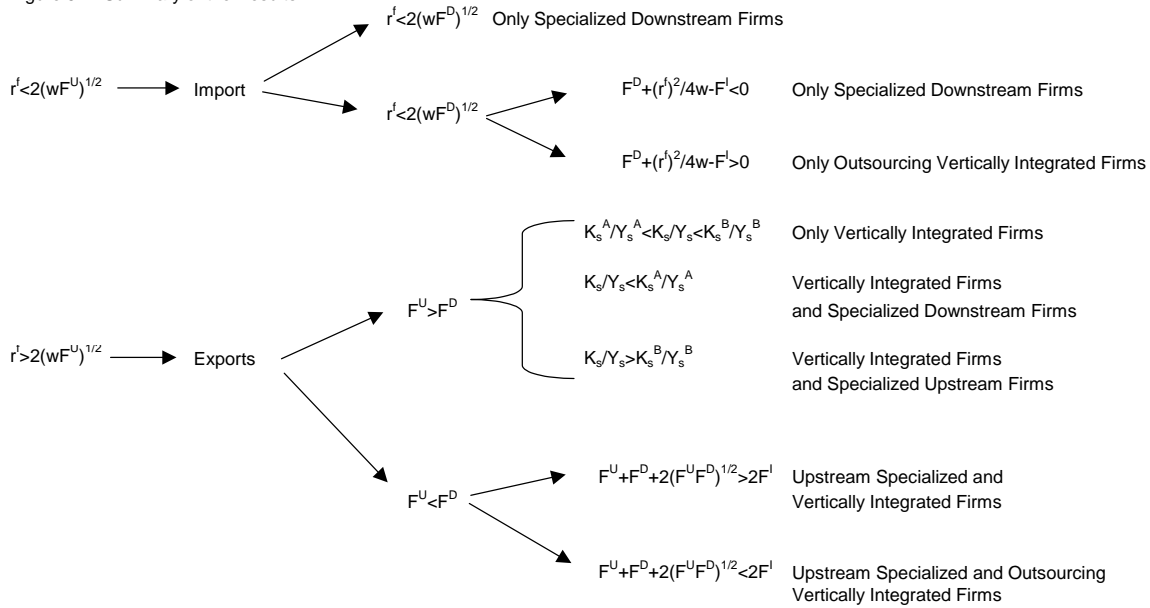 r^f<2(wF^D)^1/2 Only Specialized Downstream Firms
r^f<2(wF^U)^1/2 Import F^D+(r^f)^2/4w-F^I<0 Only Specialized Downstream Firms
r^f<2(wF^D)^1/2
F^D+(r^f)^2/4w-F^I>0 Only Outsourcing Vertically Integrated Firms
K_s^A/Y_s^A<K_s/Y_s<K_s^B/Y_s^B Only Vertically Integrated Firms
K_s/Y_s<K_s^A/Y_s^A Vertically Integrated Firms
F^U>F^D and Specialized Downstream Firms
r^f>2(wF^U)^1/2 Exports K_s/Y_s>K_s^B/Y_s^B Vertically Integrated Firms
and Specialized Upstream Firms
F^U+F^D+2(F^UF^D)^1/2>2F^I Upstream Specialized and
F^U<F^D Vertically Integrated Firms
F^U+F^D+2(F^UF^D)^1/2<2F^I Upstream Specialized and Outsourcing
Vertically Integrated Firms